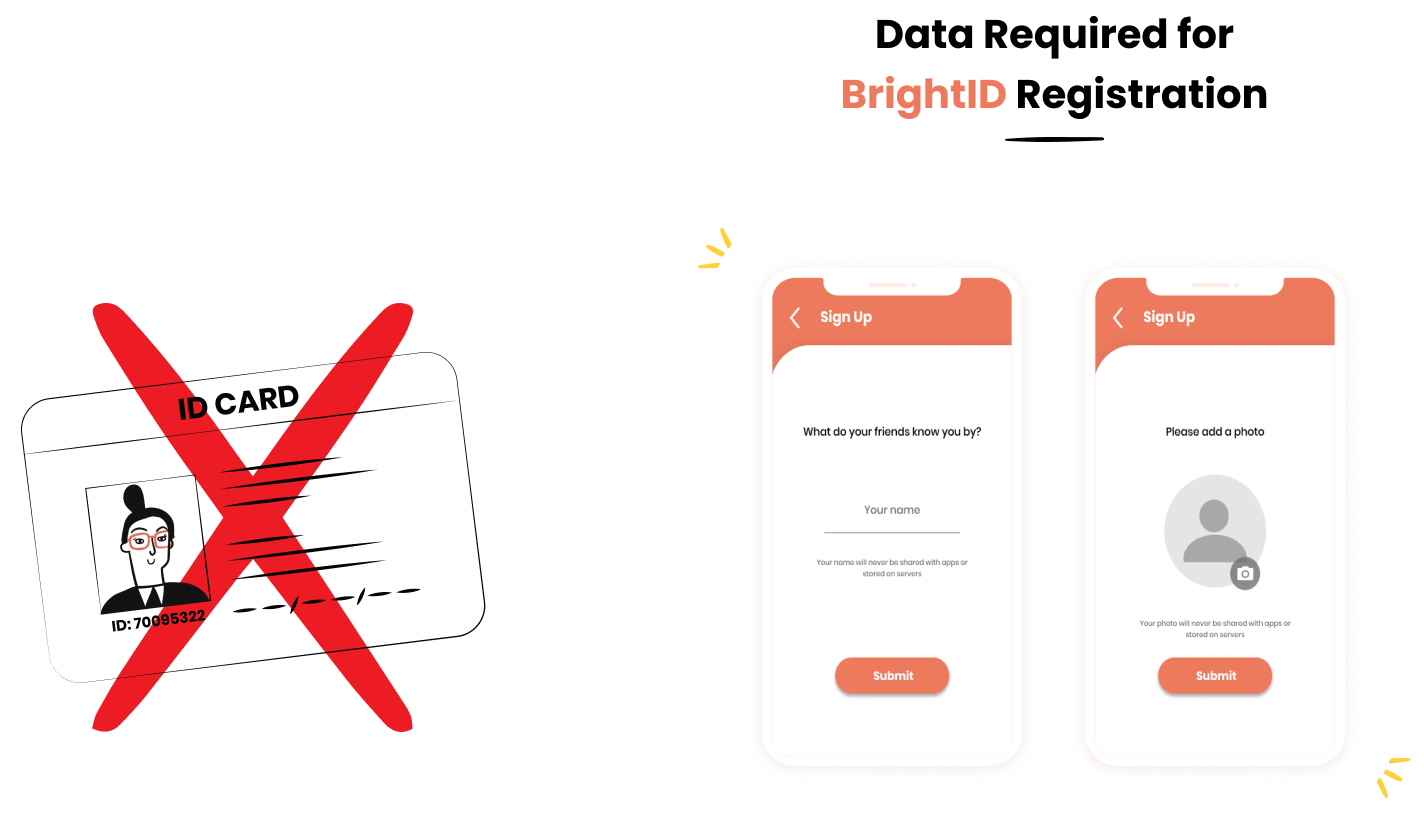 Data Required for
BrightID Registration
ID CARD
ID: 70095322
Sign Up
What do your friends know you by?
Your name
Your name will never be shared with apps or
stored on servers
Submit
Sign Up
Please add a photo
Your photo will never be shared with apps or
stored on servers
Submit